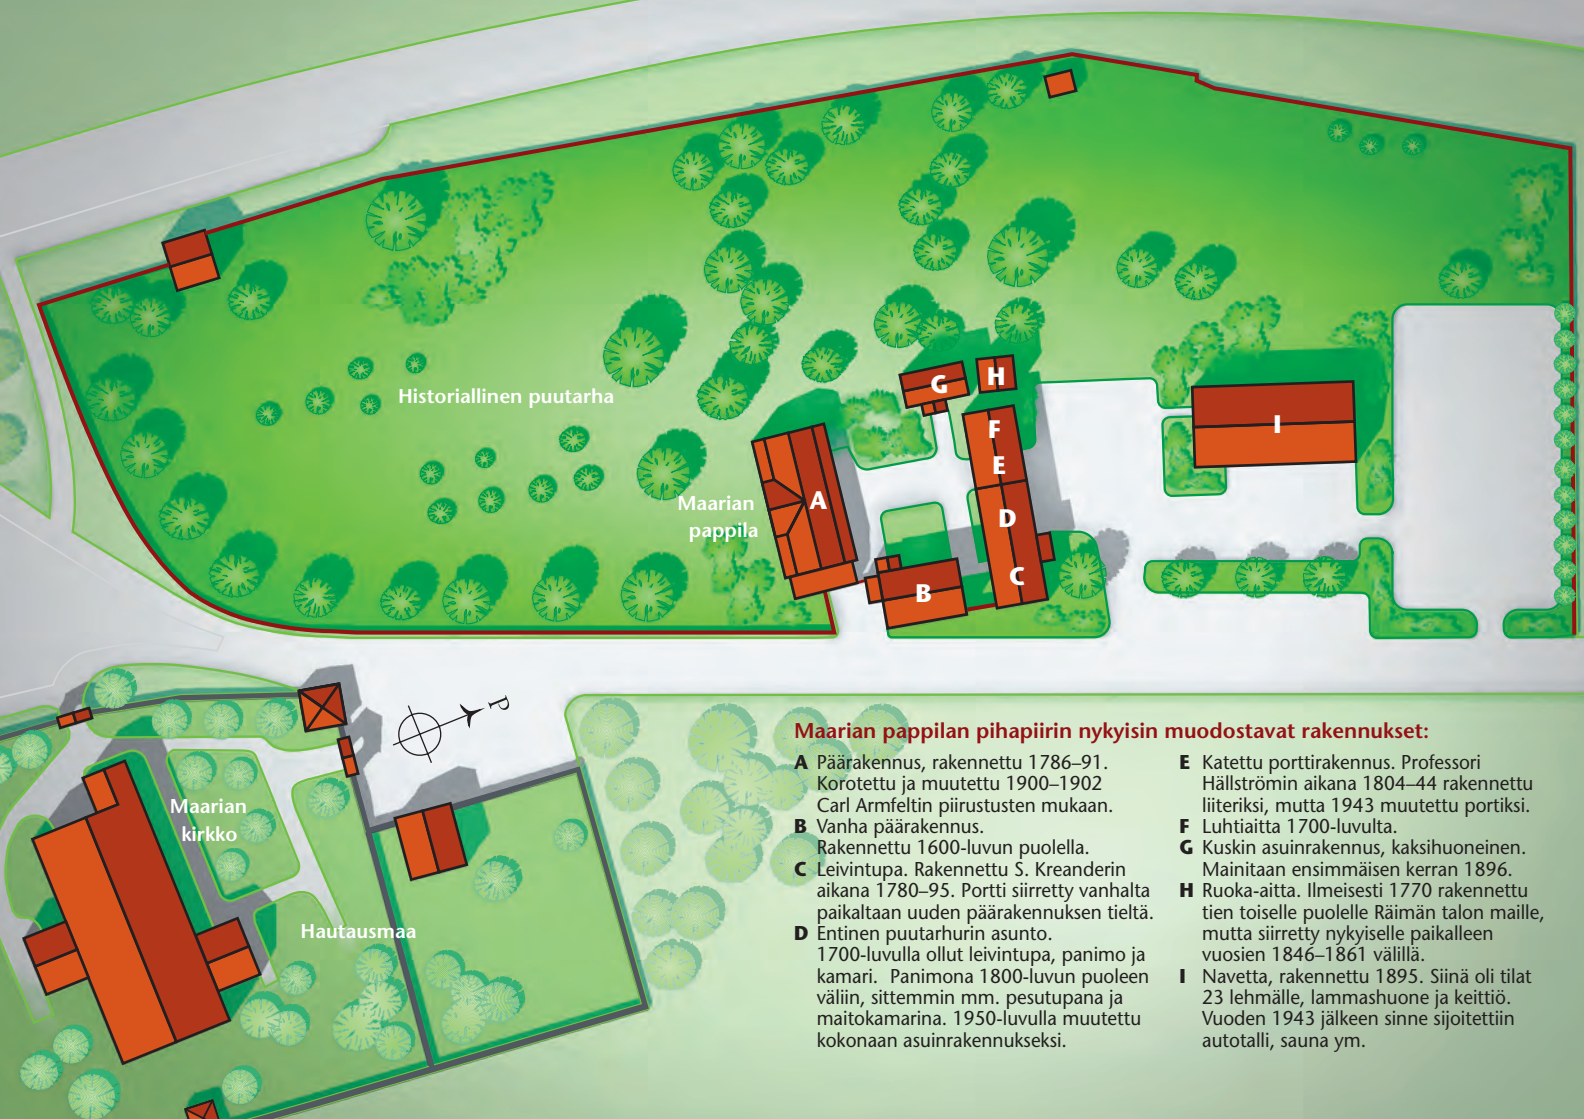 Historiallinen puutarha
Maarian
pappila
A
B
C
D
E
F
G
H
I
P
Maarian
kirkko
Hautausmaa
Maarian pappilan pihapiirin nykyisin muodostavat rakennukset:
A Päärakennus, rakennettu 1786–91.
Korotettu ja muutettu 1900–1902
Carl Armfeltin piirustusten mukaan.
B Vanha päärakennus.
Rakennettu 1600-luvun puolella.
C Leivintupa. Rakennettu S. Kreanderin
aikana 1780–95. Portti siirretty vanhalta
paikaltaan uuden päärakennuksen tieltä.
D Entinen puutarhurin asunto.
1700-luvulla ollut leivintupa, panimo ja
kamari. Panimona 1800-luvun puoleen
väliin, sittemmin mm. pesutupana ja
maitokamarina. 1950-luvulla muutettu
kokonaan asuinrakennukseksi.
E Katettu porttirakennus. Professori
Hällströmin aikana 1804–44 rakennettu
liiteriksi, mutta 1943 muutettu portiksi.
F Luhtiaitta 1700-luvulta.
G Kuskin asuinrakennus, kaksihuoneinen.
Mainitaan ensimmäisen kerran 1896.
H Ruoka-aitta. Ilmeisesti 1770 rakennettu
tien toiselle puolelle Räimän talon maille,
mutta siirretty nykyiselle paikalleen
vuosien 1846–1861 välillä.
I Navetta, rakennettu 1895. Siinä oli tilat
23 lehmälle, lammashuone ja keittiö.
Vuoden 1943 jälkeen sinne sijoitettiin
autotalli, sauna ym.